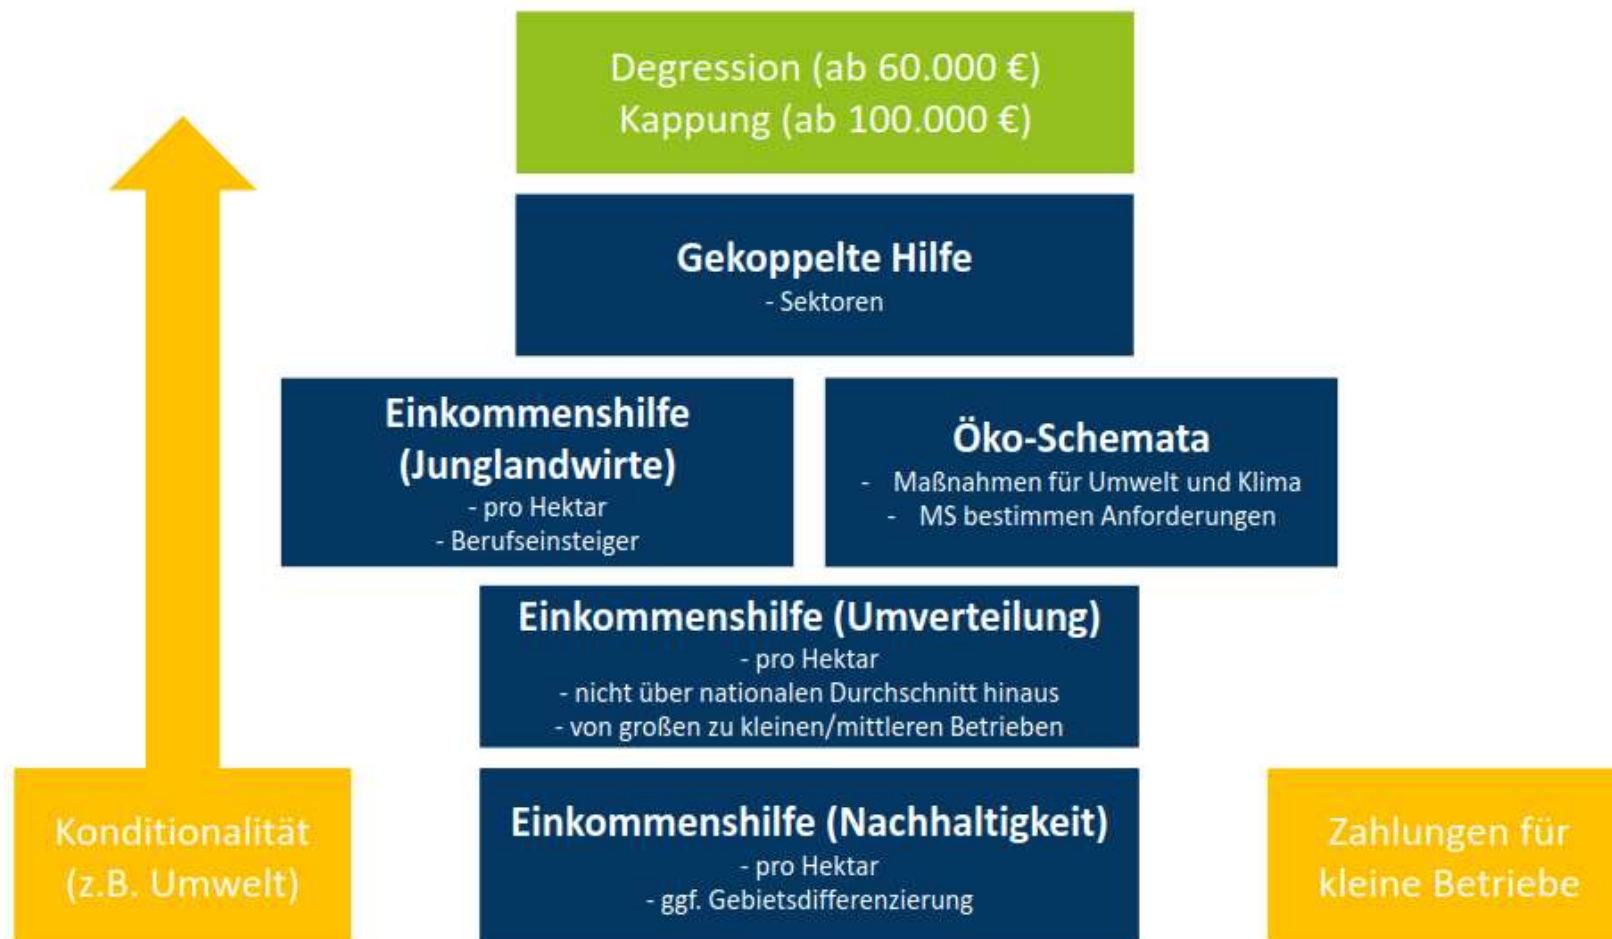 Degression (ab 60.000 €)
Kappung (ab 100.000 €)
Gekoppelte Hilfe
- Sektoren
Einkommenshilfe
(Junglandwirte)
- pro Hektar
- Berufseinsteiger
Öko-Schemata
- Maßnahmen für Umwelt und Klima
- MS bestimmen Anforderungen
Einkommenshilfe (Umverteilung)
- pro Hektar
- nicht über nationalen Durchschnitt hinaus
- von großen zu kleinen/mittleren Betrieben
Konditionalität
(z.B. Umwelt)
Einkommenshilfe (Nachhaltigkeit)
- pro Hektar
- ggf. Gebietsdifferenzierung
Zahlungen für
kleine Betriebe